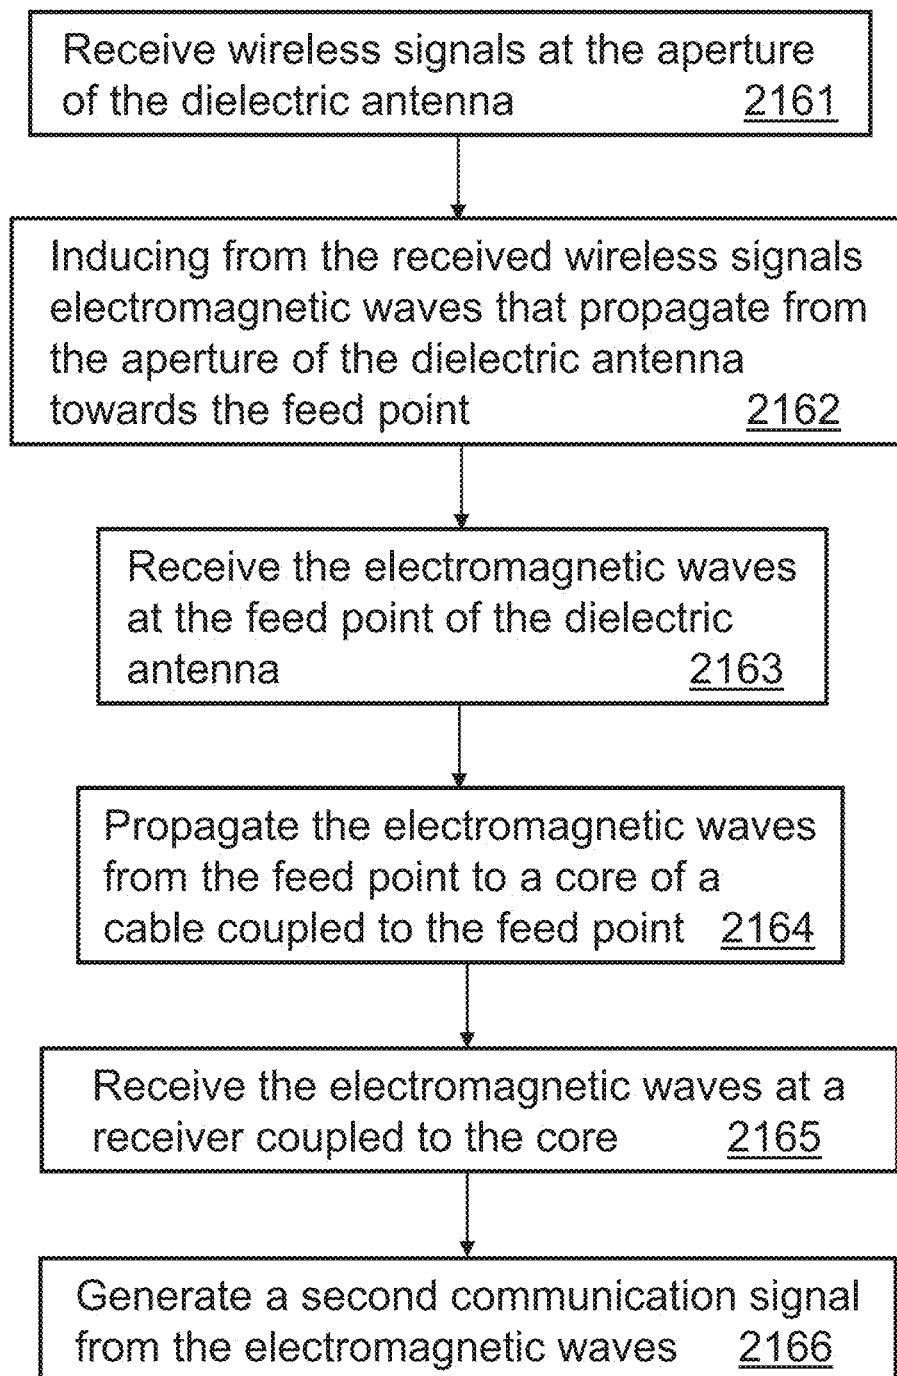 Receive wireless signals at the aperture
of the dielectric antenna 2161
Inducing from the received wireless signals
electromagnetic waves that propagate from
the aperture of the dielectric antenna
towards the feed point 2162
Receive the electromagnetic waves
at the feed point of the dielectric
antenna 2163
Propagate the electromagnetic waves
from the feed point to a core of a
cable coupled to the feed point 2164
Receive the electromagnetic waves at a
receiver coupled to the core 2165
Generate a second communication signal
from the electromagnetic waves 2166